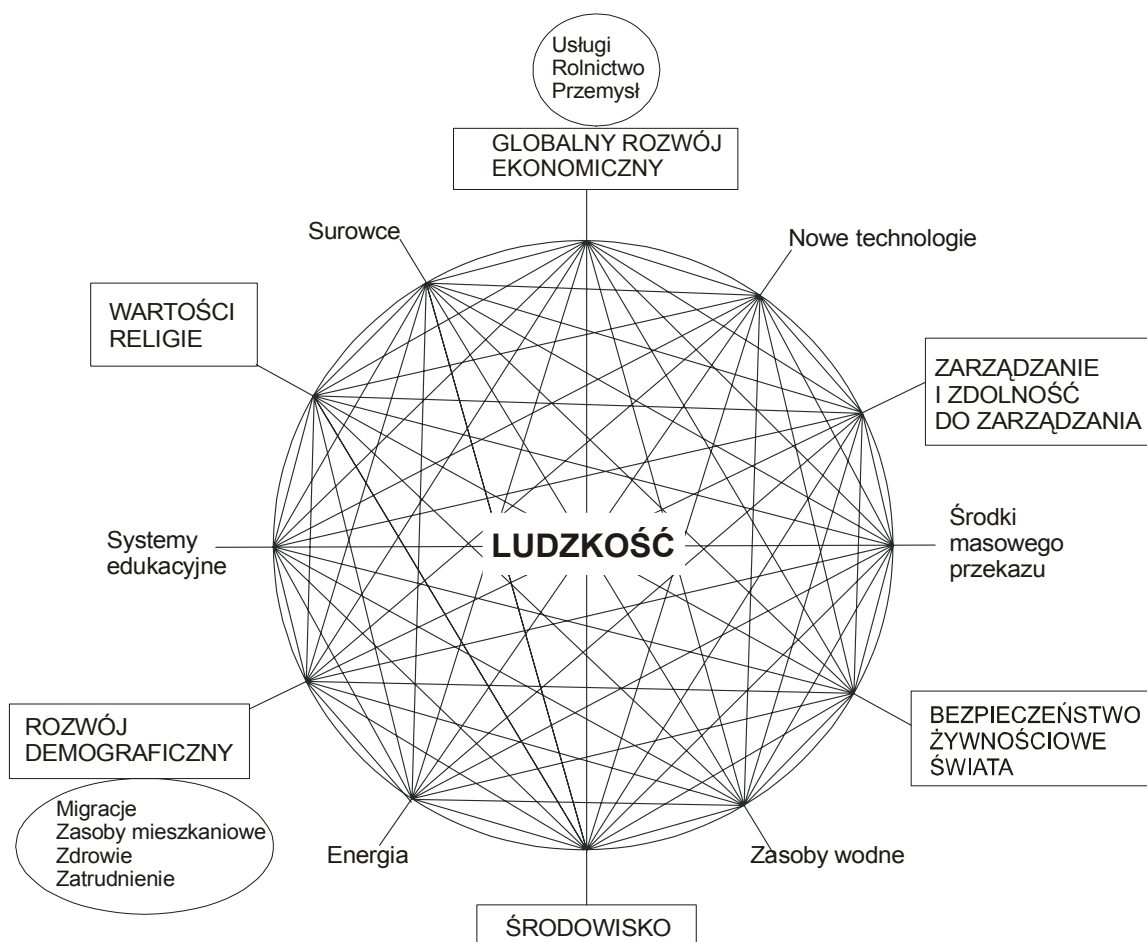 Usługi
Rolnictwo
Przemysł
GLOBALNY ROZWÓJ
EKONOMICZNY
Surowce
Nowe technologie
WARTOŚCI
RELIGIE
ZARZĄDZANIE
I ZDOLNOŚĆ
DO ZARZĄDZANIA
Systemy
edukacyjne
LUDZKOŚĆ
Środki
masowego
przekazu
ROZWÓJ
DEMOGRAFICZNY
BEZPIECZEŃSTWO
ŻYWNOŚCIOWE
ŚWIATA
Migracje
Zasoby mieszkaniowe
Zdrowie
Zatrudnienie
Energia
Zasoby wodne
ŚRODOWISKO